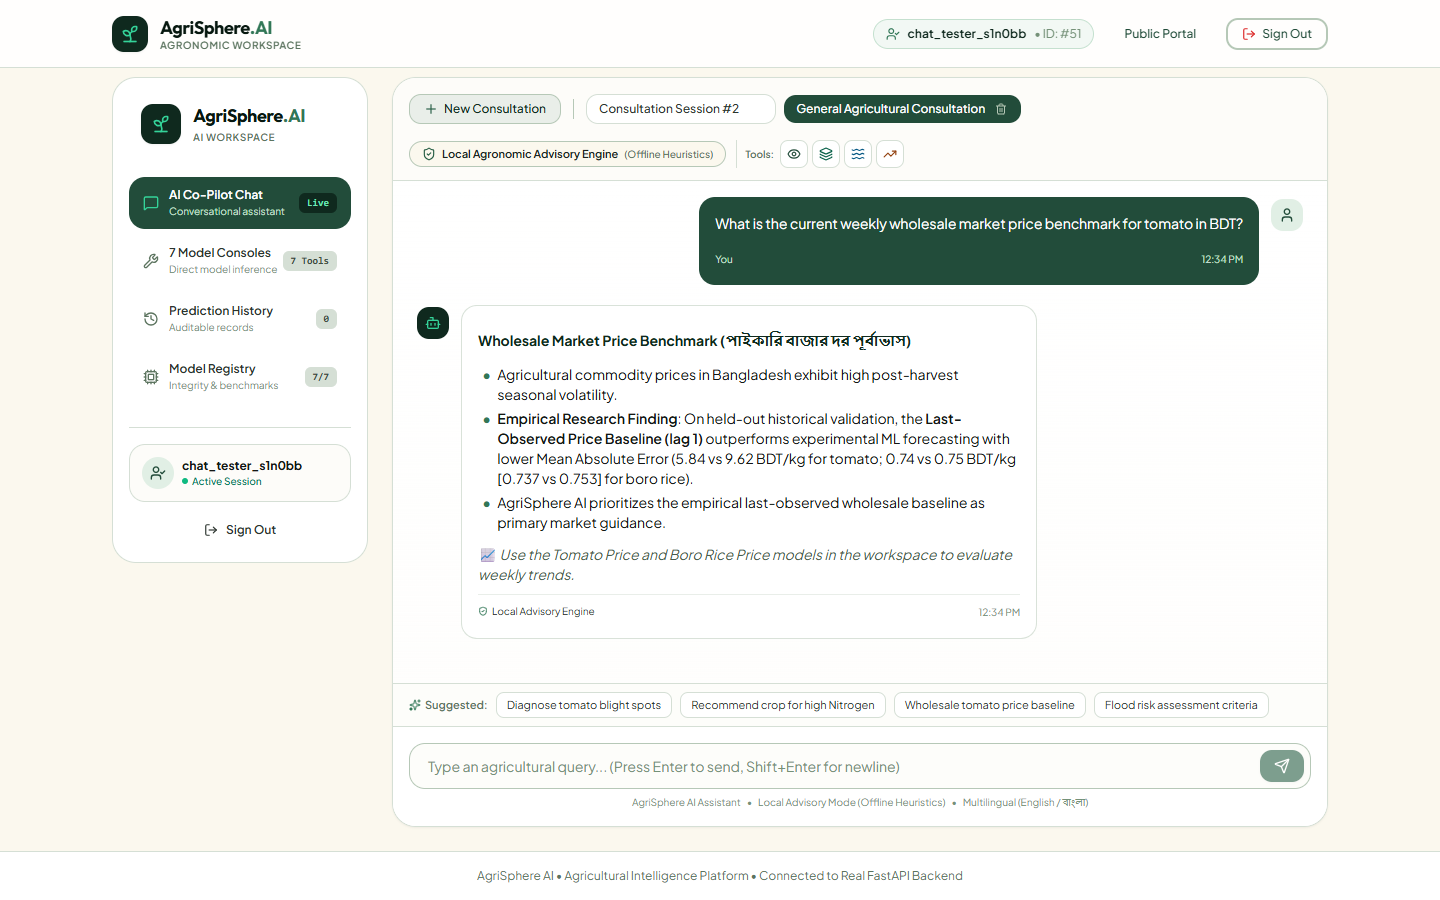 AgriSphere.AI
AGRONOMIC WORKSPACE
chat_tester_s1n0bb • ID: #51
Public Portal
Sign Out
AgriSphere.AI
AI WORKSPACE
AI Co-Pilot Chat
Conversational assistant
Live
7 Model Consoles
Direct model inference
7 Tools
Prediction History
Auditable records
0
Model Registry
Integrity & benchmarks
7/7
chat_tester_s1n0bb
Active Session
Sign Out
New Consultation
Consultation Session #2
General Agricultural Consultation
Local Agronomic Advisory Engine (Offline Heuristics)
Tools:
What is the current weekly wholesale market price benchmark for tomato in BDT?
You
12:34 PM
Wholesale Market Price Benchmark (পাইকারি বাজার দর পূর্বাভাস)
• Agricultural commodity prices in Bangladesh exhibit high post-harvest
seasonal volatility.
• Empirical Research Finding: On held-out historical validation, the Last-
Observed Price Baseline (lag 1) outperforms experimental ML forecasting with
lower Mean Absolute Error (5.84 vs 9.62 BDT/kg for tomato; 0.74 vs 0.75 BDT/kg
[0.737 vs 0.753] for boro rice).
• AgriSphere AI prioritizes the empirical last-observed wholesale baseline as
primary market guidance.
📈 Use the Tomato Price and Boro Rice Price models in the workspace to evaluate
weekly trends.
Local Advisory Engine
12:34 PM
Suggested:
Diagnose tomato blight spots
Recommend crop for high Nitrogen
Wholesale tomato price baseline
Flood risk assessment criteria
Type an agricultural query... (Press Enter to send, Shift+Enter for newline)
AgriSphere AI Assistant • Local Advisory Mode (Offline Heuristics) • Multilingual (English / বাংলা)
AgriSphere AI • Agricultural Intelligence Platform • Connected to Real FastAPI Backend